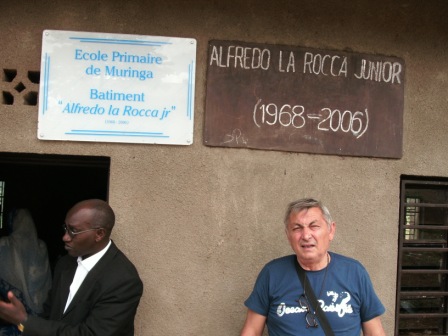 Ecole Primaire
de Muringa
Batiment
"Alfredo la Rocca jr"
ALFREDO LA ROCCA JUNIOR
(1968-2006)